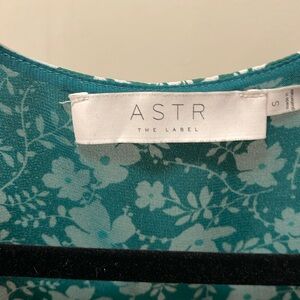 ASTR
THE LABEL
S